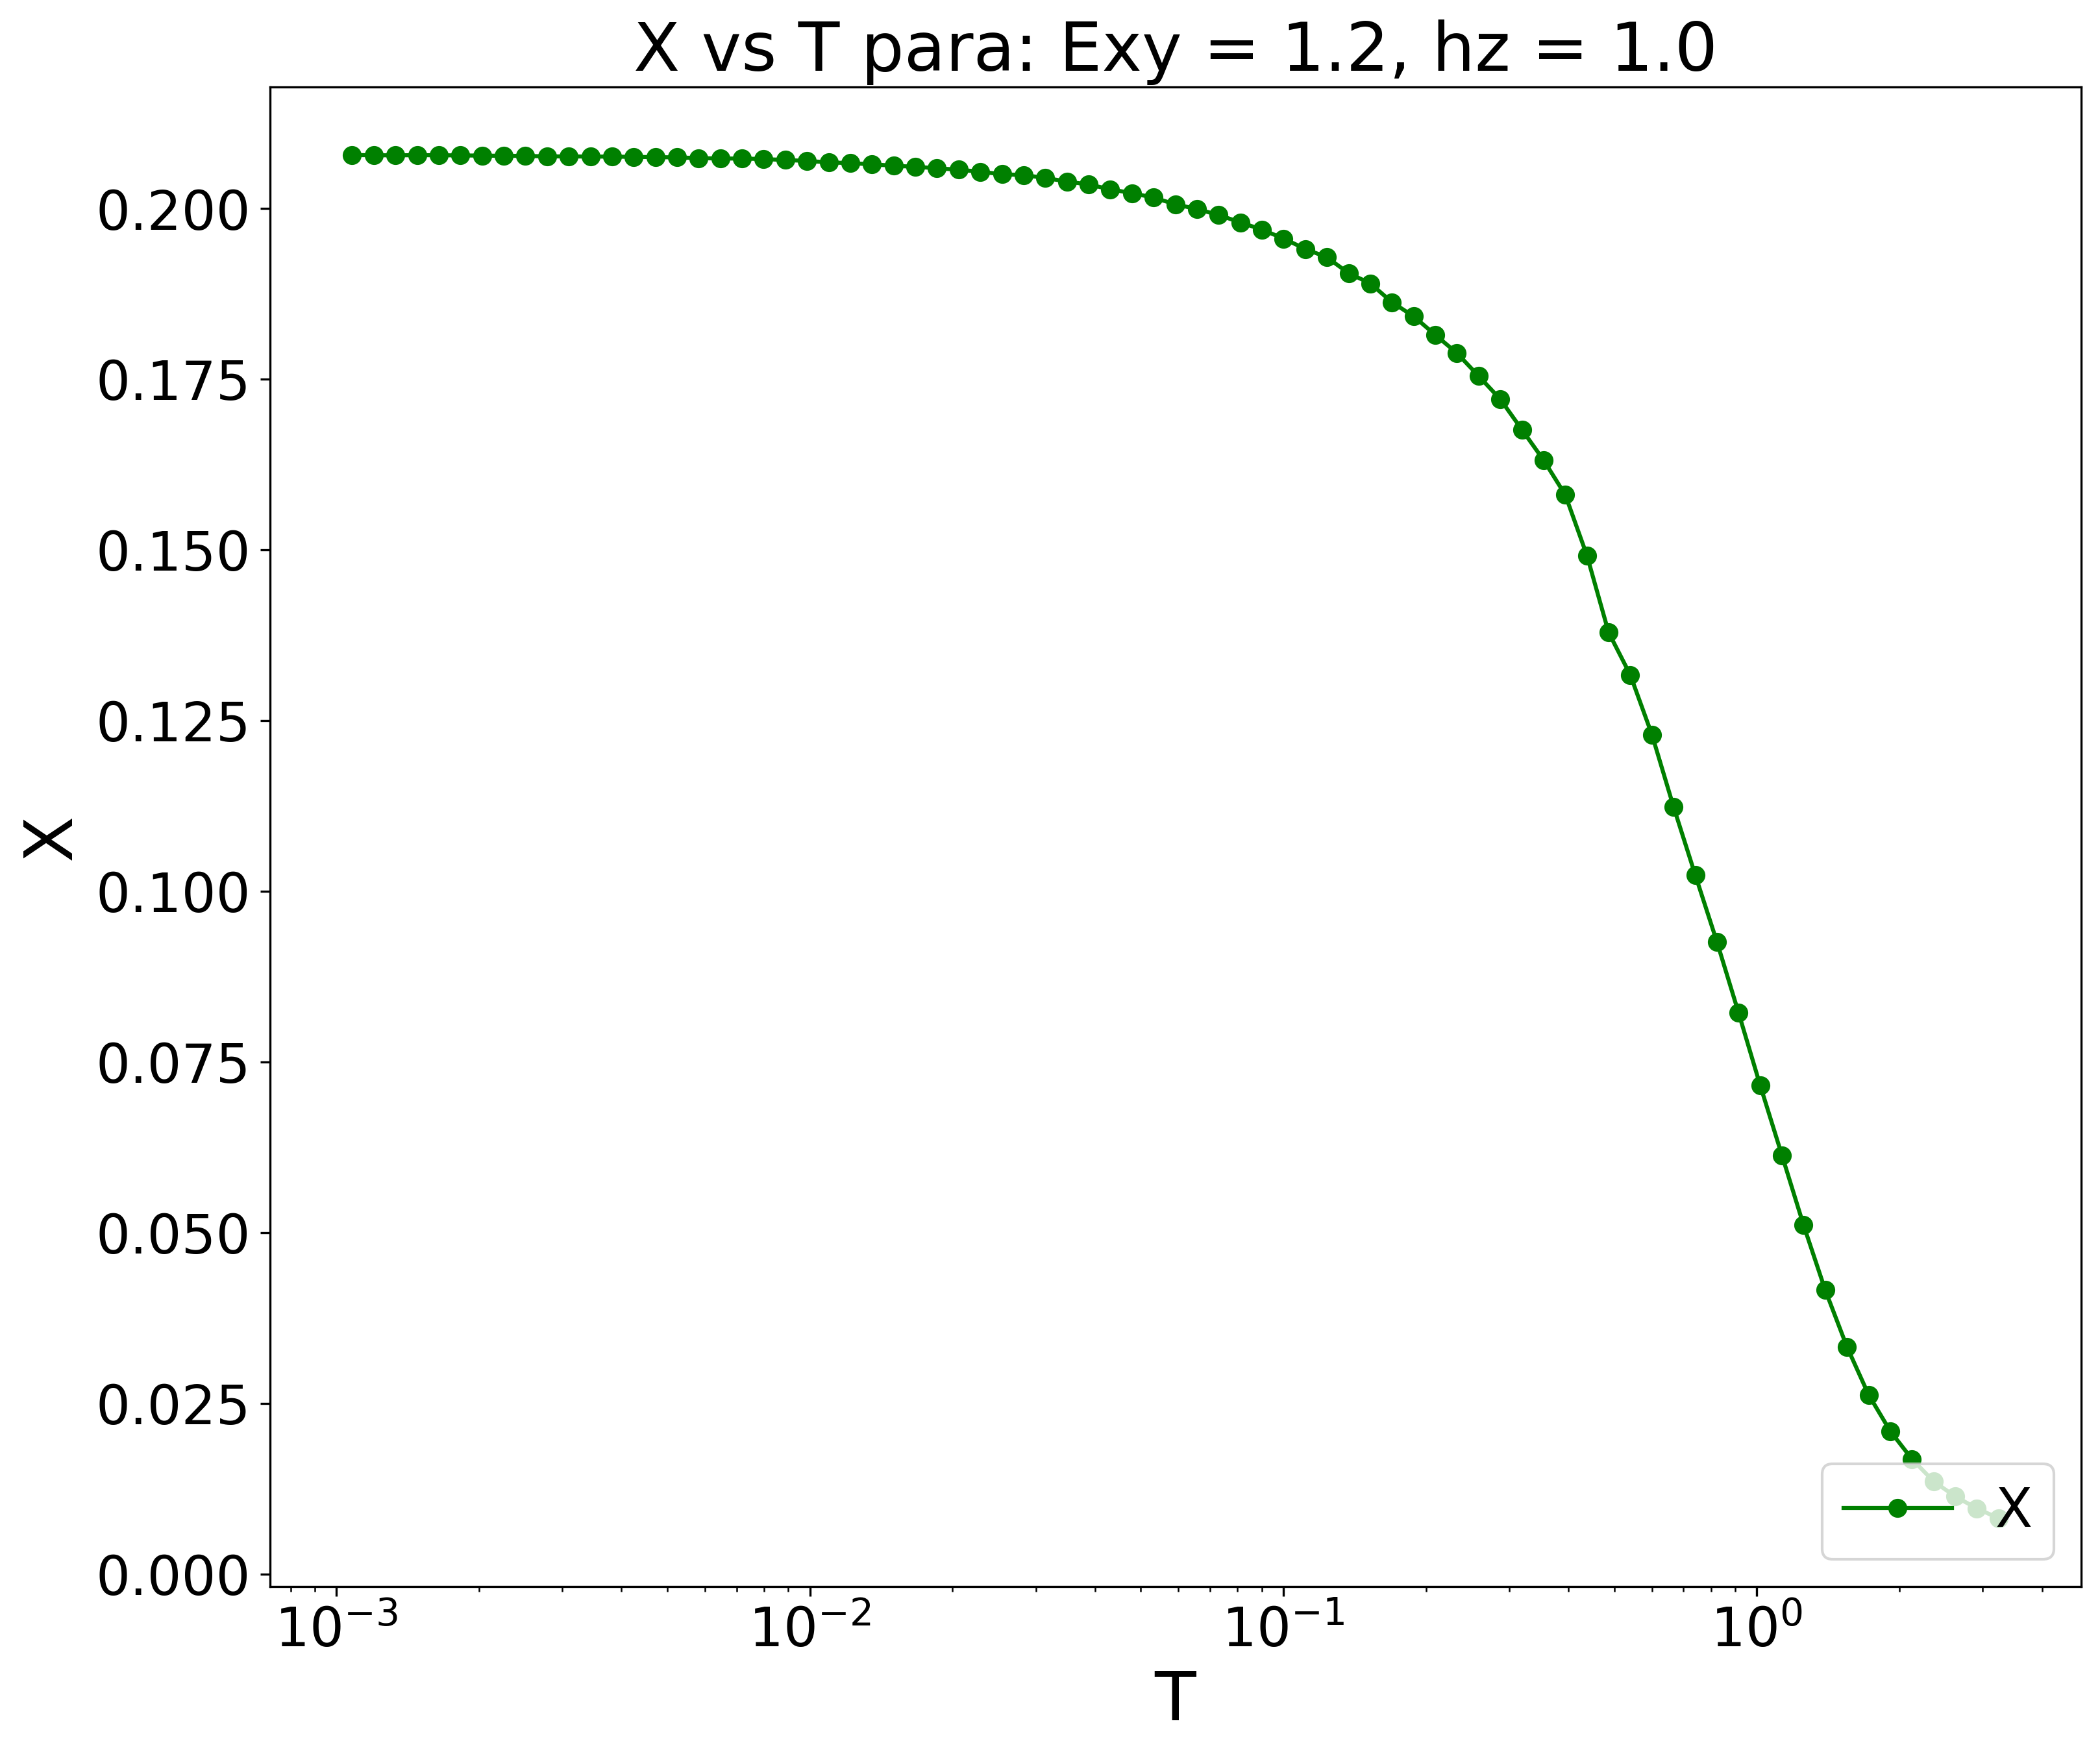 X vs T para: Exy = 1.2, hz = 1.0
X
0.200
0.175
0.150
0.125
0.100
0.075
0.050
0.025
0.000
X
10⁻³ 10⁻² 10⁻¹ 10⁰
T